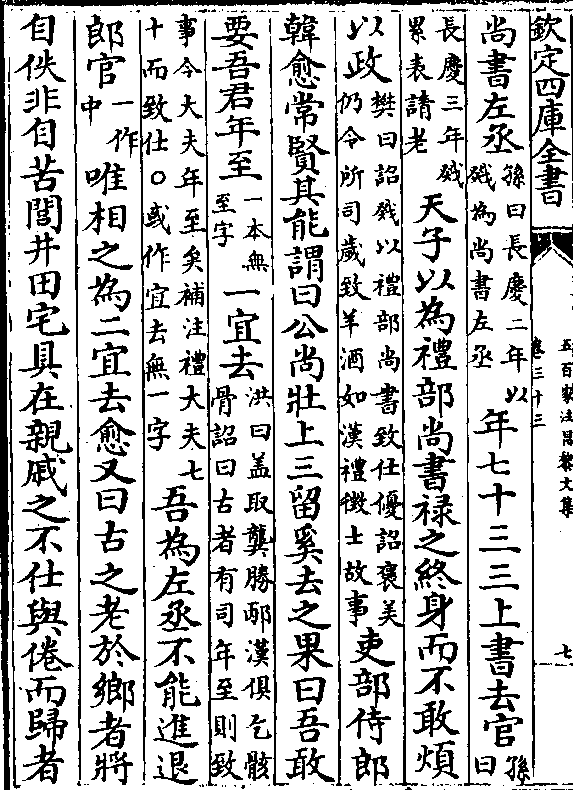 欽定四庫全書
五百家注昌黎文集
卷三十三
七
尚書左丞孫曰長慶二年以戣為尚書左丞年七十三三上書去官孫曰
長慶三年戣累表請老天子以為禮部尚書祿之終身而不敢煩
以政樊曰詔戣以禮部尚書致仕優詔褒美仍令所司歲致羊酒如漢禮徴士故事吏部侍郎
韓愈常賢其能謂曰公尚壯上三留奚去之果曰吾敢
要吾君年至一本無至字一宜去洪曰盖取龔勝邴漢俱乞骸骨詔曰古者有司年至則致
事今大夫年至矣補注禮大夫七十而致仕○或作宜去無一字吾為左丞不能進退
郎官一作中唯相之為二宜去愈又曰古之老於鄉者將
自佚非自苦閭井田宅具在親戚之不仕與倦而歸者